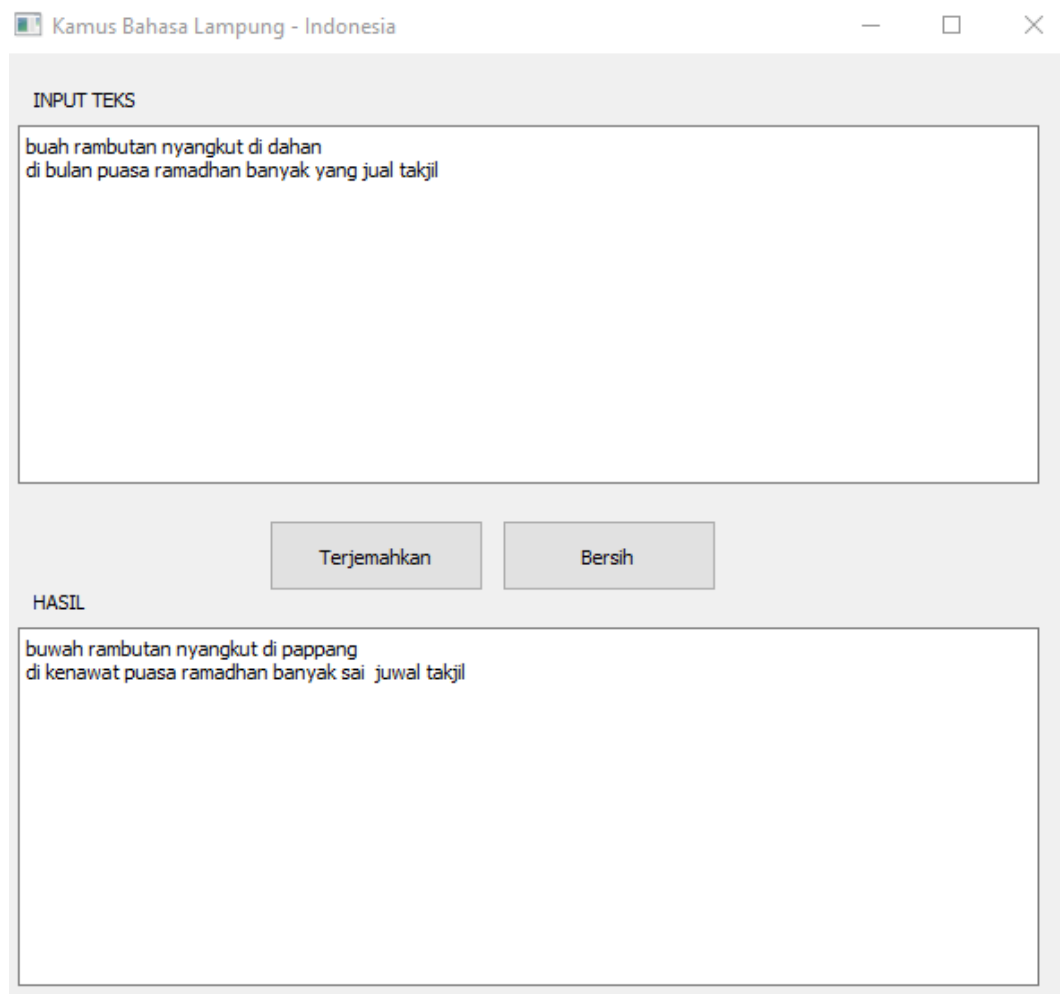 Kamus Bahasa Lampung - Indonesia
INPUT TEKS
buah rambutan nyangkut di dahan
di bulan puasa ramadhan banyak yang jual takjil
Terjemahkan Bersih
HASIL
buwah rambutan nyangkut di pappang
di kenawat puasa ramadhan banyak sai  juwal takjil